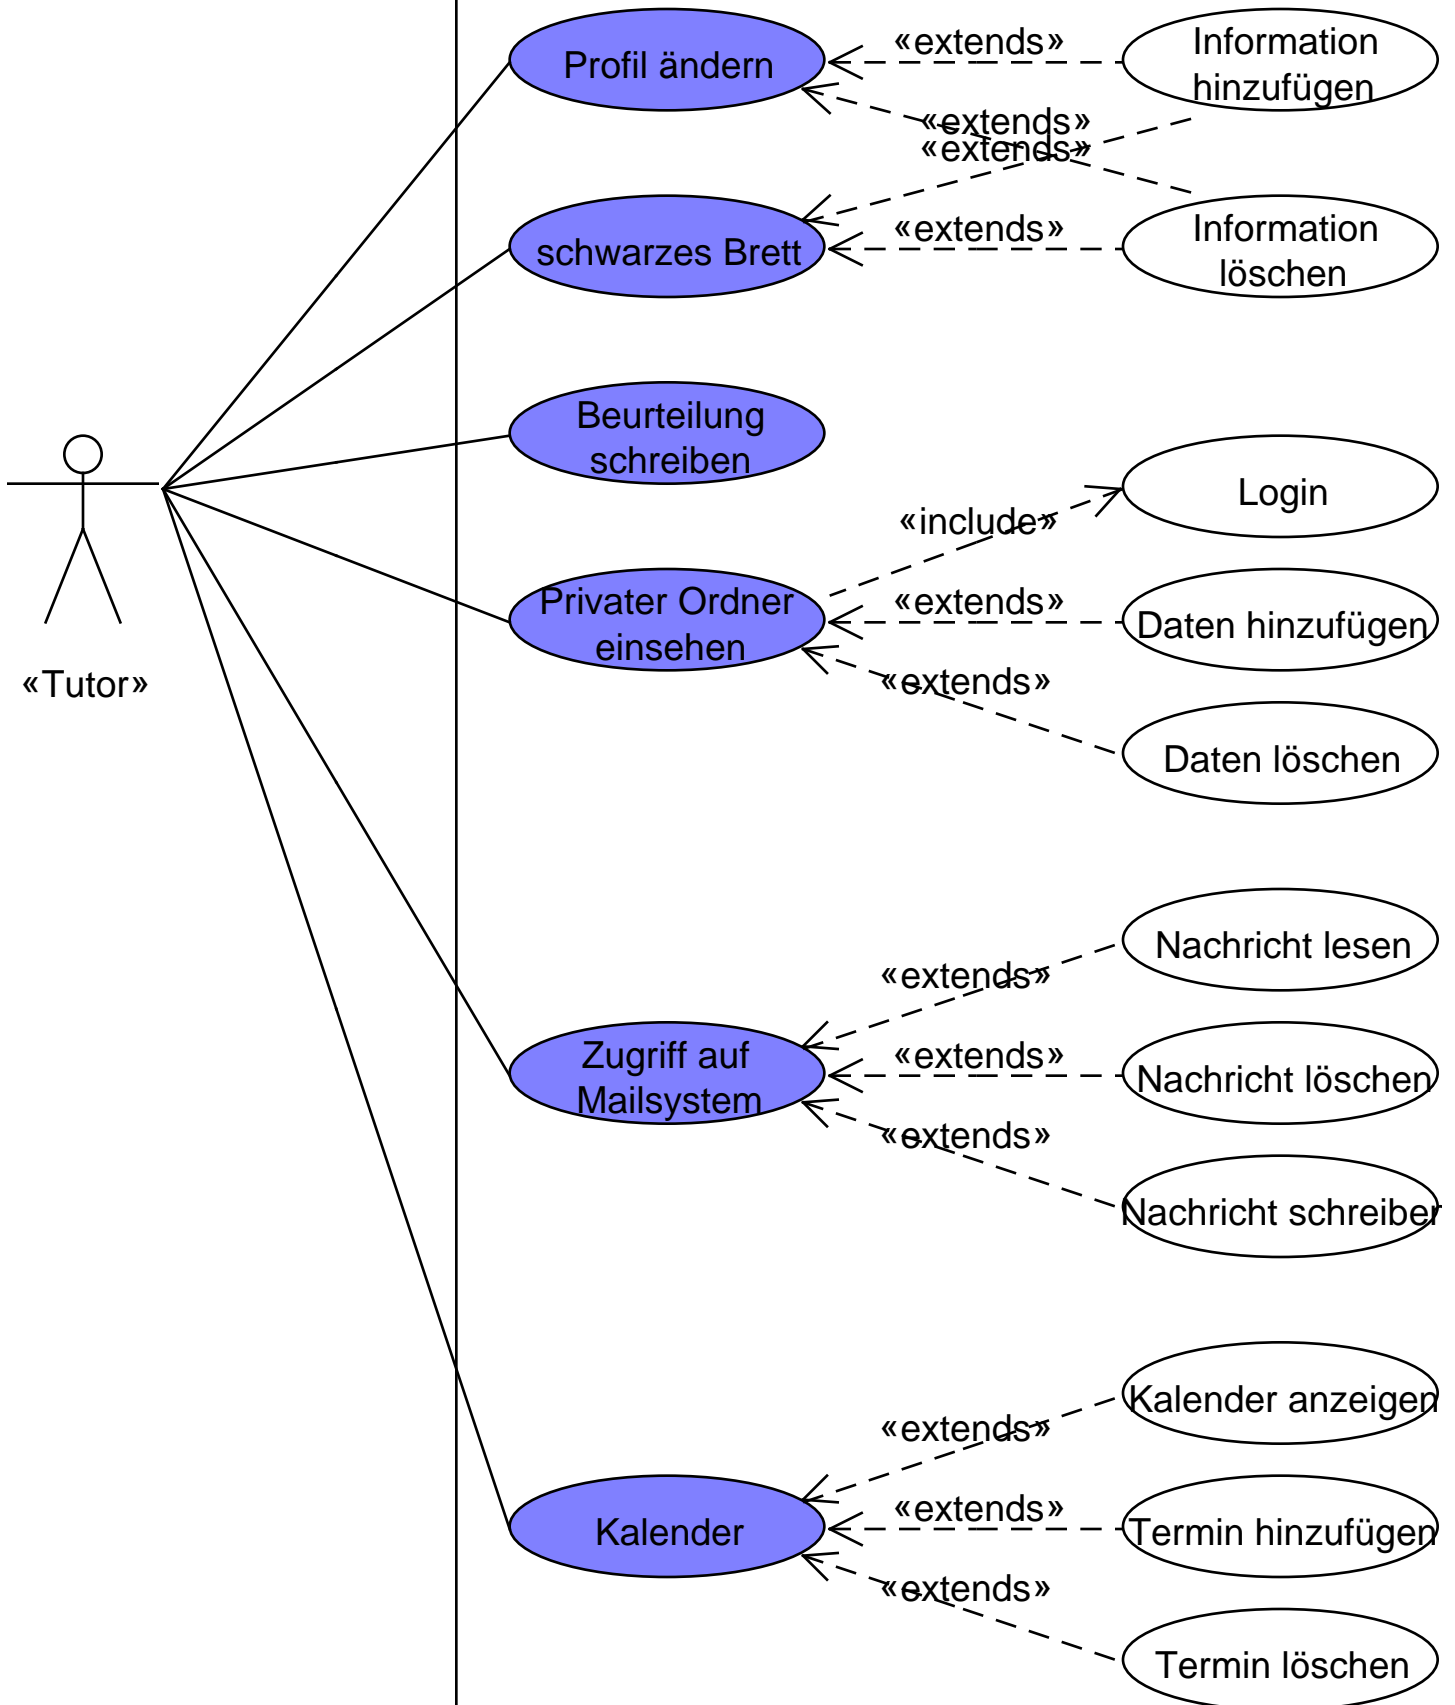 Profil ändern
«extends»
Information
hinzufügen
«extends»
«extends»
schwarzes Brett
«extends»
Information
löschen
Beurteilung
schreiben
Login
«include»
Privater Ordner
einsehen
«extends»
Daten hinzufügen
«Tutor»
«extends»
Daten löschen
Nachricht lesen
«extends»
Zugriff auf
Mailsystem
«extends»
Nachricht löschen
«extends»
Nachricht schreiben
Kalender anzeigen
«extends»
Kalender
«extends»
Termin hinzufügen
«extends»
Termin löschen